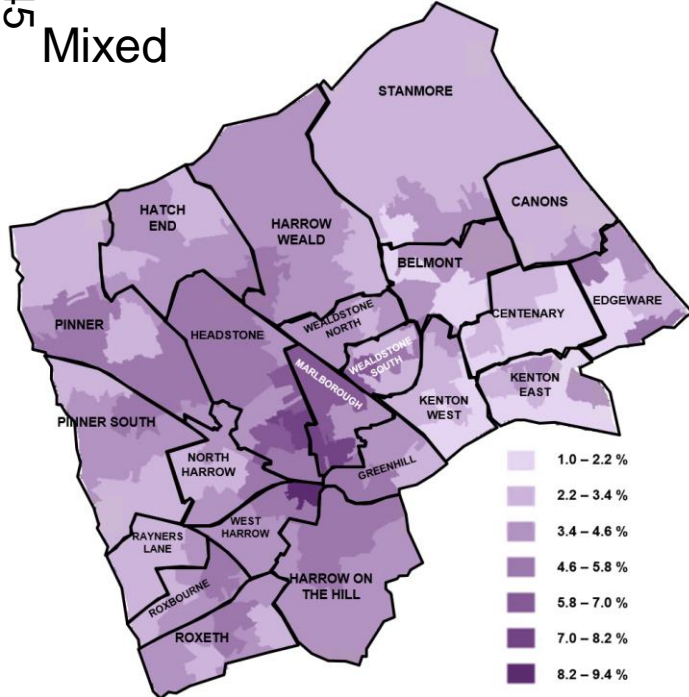 45
Mixed
STANMORE
CANONS
HATCH
END
HARROW
WEALD
BELMONT
EDGEWARE
CENTENARY
PINNER
HEADSTONE
WEALDSTONE
NORTH
WEALDSTONE
SOUTH
MARLBOROUGH
KENTON
EAST
KENTON
WEST
PINNER SOUTH
NORTH
HARROW
GREENHILL
WEST
HARROW
RAYNERS
LANE
HARROW ON
THE HILL
ROXBOURNE
ROXETH
1.0 – 2.2 %
2.2 – 3.4 %
3.4 – 4.6 %
4.6 – 5.8 %
5.8 – 7.0 %
7.0 – 8.2 %
8.2 – 9.4 %